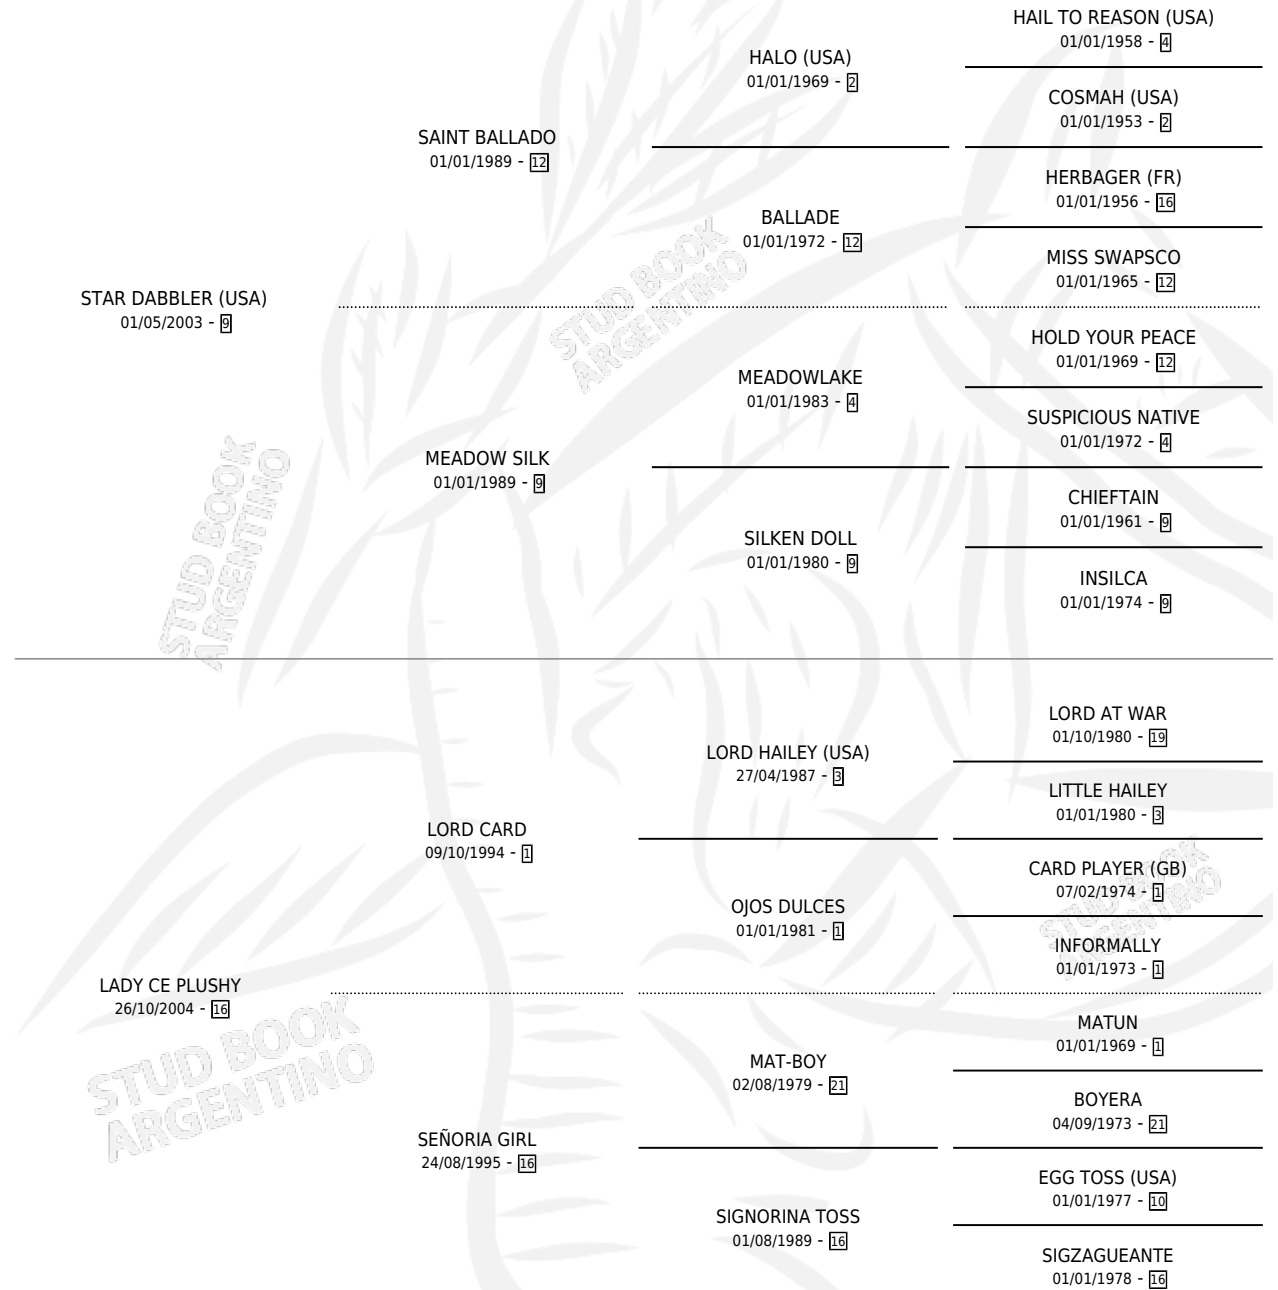 HAIL TO REASON (USA)
01/01/1958 - 4
HALO (USA)
01/01/1969 - 2
COSMAH (USA)
01/01/1953 - 2
SAINT BALLADO
01/01/1989 - 12
HERBAGER (FR)
01/01/1956 - 16
BALLADE
01/01/1972 - 12
MISS SWAPSCO
01/01/1965 - 12
STAR DABBLER (USA)
01/05/2003 - 9
HOLD YOUR PEACE
01/01/1969 - 12
MEADOWLAKE
01/01/1983 - 4
SUSPICIOUS NATIVE
01/01/1972 - 4
MEADOW SILK
01/01/1989 - 9
CHIEFTAIN
01/01/1961 - 9
SILKEN DOLL
01/01/1980 - 9
INSILCA
01/01/1974 - 9
LORD AT WAR
01/10/1980 - 19
LORD HAILEY (USA)
27/04/1987 - 3
LITTLE HAILEY
01/01/1980 - 3
LORD CARD
09/10/1994 - 1
CARD PLAYER (GB)
07/02/1974 - 1
OJOS DULCES
01/01/1981 - 1
INFORMALLY
01/01/1973 - 1
LADY CE PLUSHY
26/10/2004 - 16
MATUN
01/01/1969 - 1
MAT-BOY
02/08/1979 - 21
BOYERA
04/09/1973 - 21
SEÑORIA GIRL
24/08/1995 - 16
EGG TOSS (USA)
01/01/1977 - 10
SIGNORINA TOSS
01/08/1989 - 16
SIGZAGUEANTE
01/01/1978 - 16
STUD BOOK
ARGENTINO
STUD BOOK
ARGENTINO
STUD BOOK
ARGENTINO
STUD BOOK
ARGENTINO